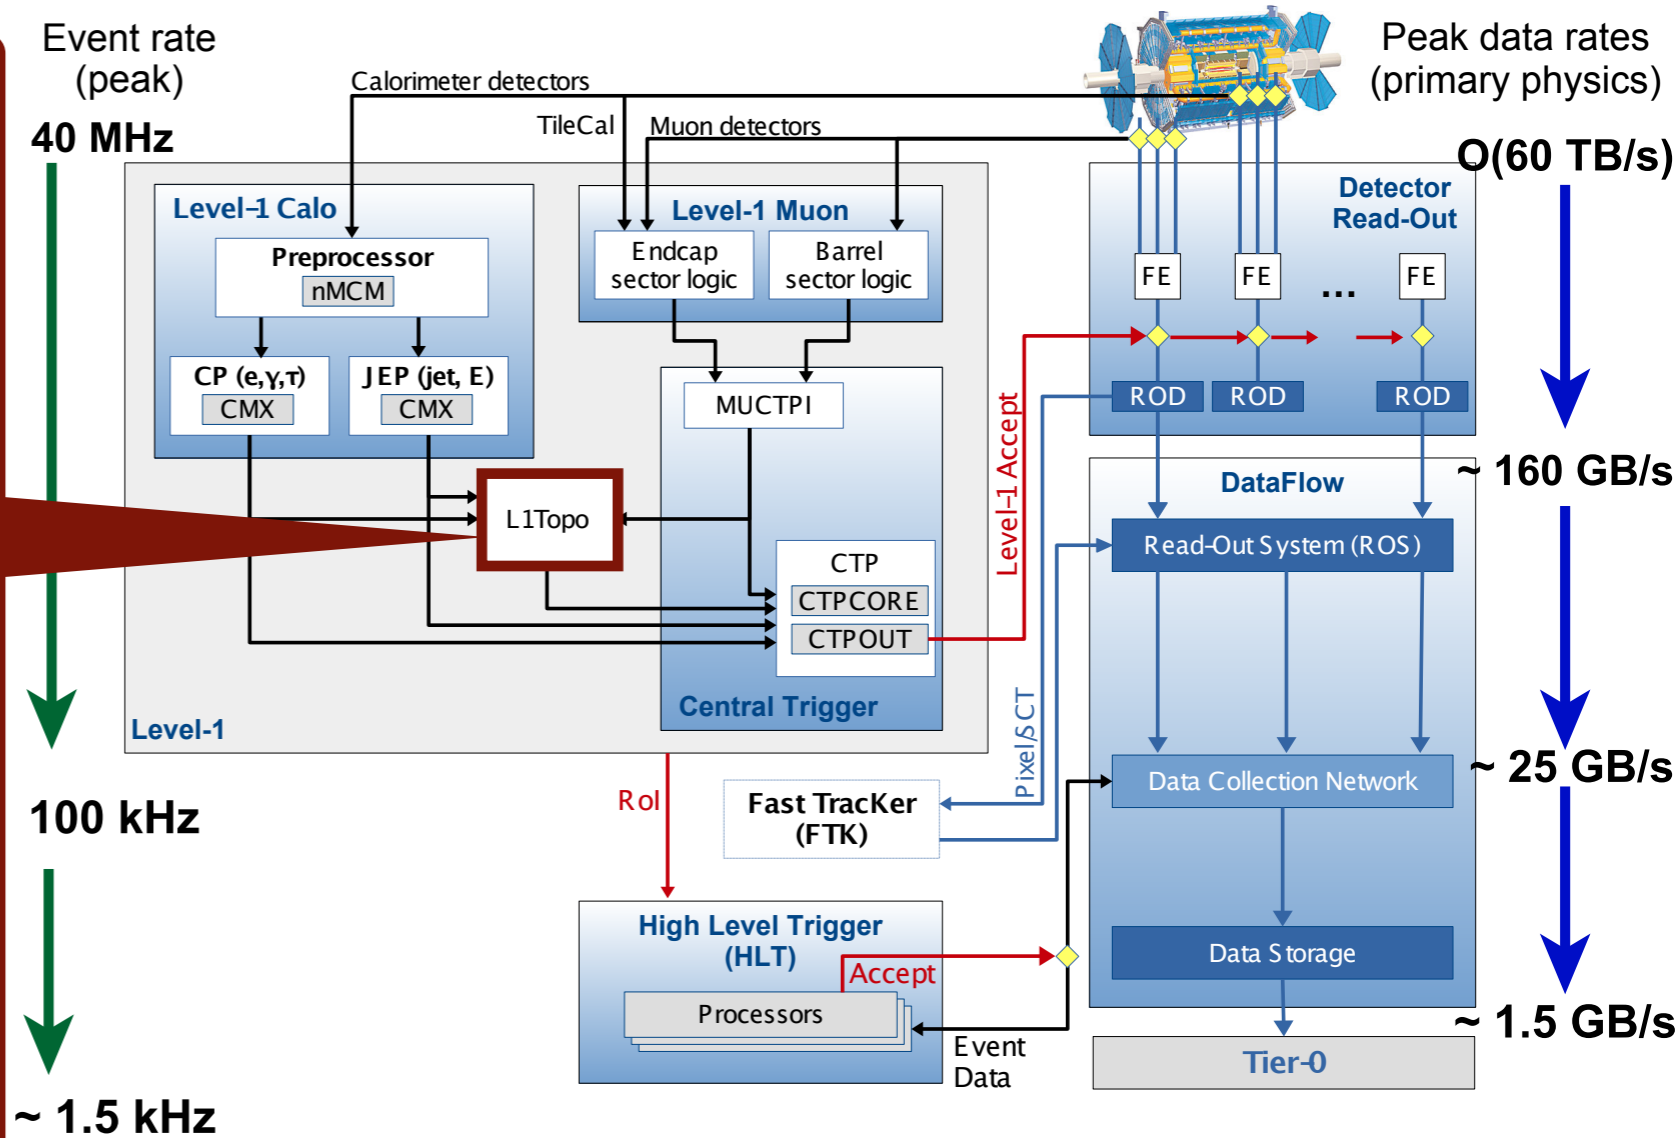 Event rate
(peak)
40 MHz
100 kHz
~ 1.5 kHz
Calorimeter detectors
TileCal
Muon detectors
Level-1 Calo
Preprocessor
nMCM
CP (e,γ,τ)
CMX
JEP (jet, E)
CMX
Level-1 Muon
Endcap
sector logic
Barrel
sector logic
MUCTPI
L1Topo
CTP
CTPCORE
CTPOUT
Central Trigger
Level-1
Level-1 Accept
Pixel/SCT
RoI
Fast TracKer
(FTK)
High Level Trigger
(HLT)
Accept
Processors
Event
Data
Peak data rates
(primary physics)
O(60 TB/s)
Detector
Read-Out
FE
FE
...
FE
ROD
ROD
ROD
~ 160 GB/s
DataFlow
Read-Out System (ROS)
~ 25 GB/s
Data Collection Network
Data Storage
~ 1.5 GB/s
Tier-0